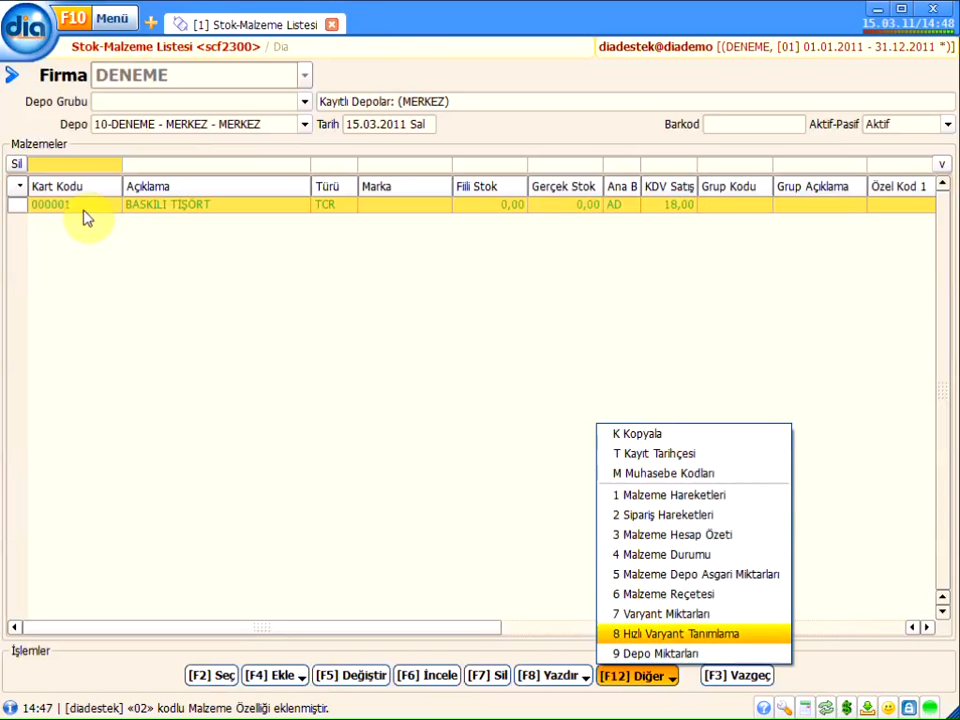 dia F10 Menü [1] Stok-Malzeme Listesi 15.03.11/14:48
Stok-Malzeme Listesi <scf2300> / Dia diadestek@diademo [(DENEME, [01] 01.01.2011 - 31.12.2011 *)]
Firma DENEME
Depo Grubu Kayıtlı Depolar: (MERKEZ)
Depo 10-DENEME - MERKEZ - MERKEZ Tarih 15.03.2011 Sal Barkod Aktif-Pasif Aktif
Malzemeler
Sil v
Kart Kodu Açıklama Türü Marka Fiili Stok Gerçek Stok Ana B KDV Satış Grup Kodu Grup Açıklama Özel Kod 1
000001 BASKILI TİŞÖRT TCR 0,00 0,00 AD 18,00
K Kopyala
T Kayıt Tarihçesi
M Muhasebe Kodları
1 Malzeme Hareketleri
2 Sipariş Hareketleri
3 Malzeme Hesap Özeti
4 Malzeme Durumu
5 Malzeme Depo Asgari Miktarları
6 Malzeme Reçetesi
7 Varyant Miktarları
8 Hızlı Varyant Tanımlama
9 Depo Miktarları
İşlemler
[F2] Seç [F4] Ekle [F5] Değiştir [F6] İncele [F7] Sil [F8] Yazdır [F12] Diğer [F3] Vazgeç
14:47 | [diadestek] «02» kodlu Malzeme Özelliği eklenmiştir.